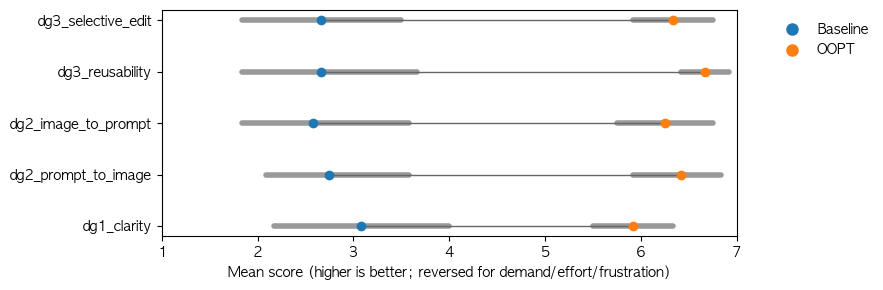 dg3_selective_edit
dg3_reusability
dg2_image_to_prompt
dg2_prompt_to_image
dg1_clarity
1 2 3 4 5 6 7
Mean score (higher is better; reversed for demand/effort/frustration)
Baseline
OOPT